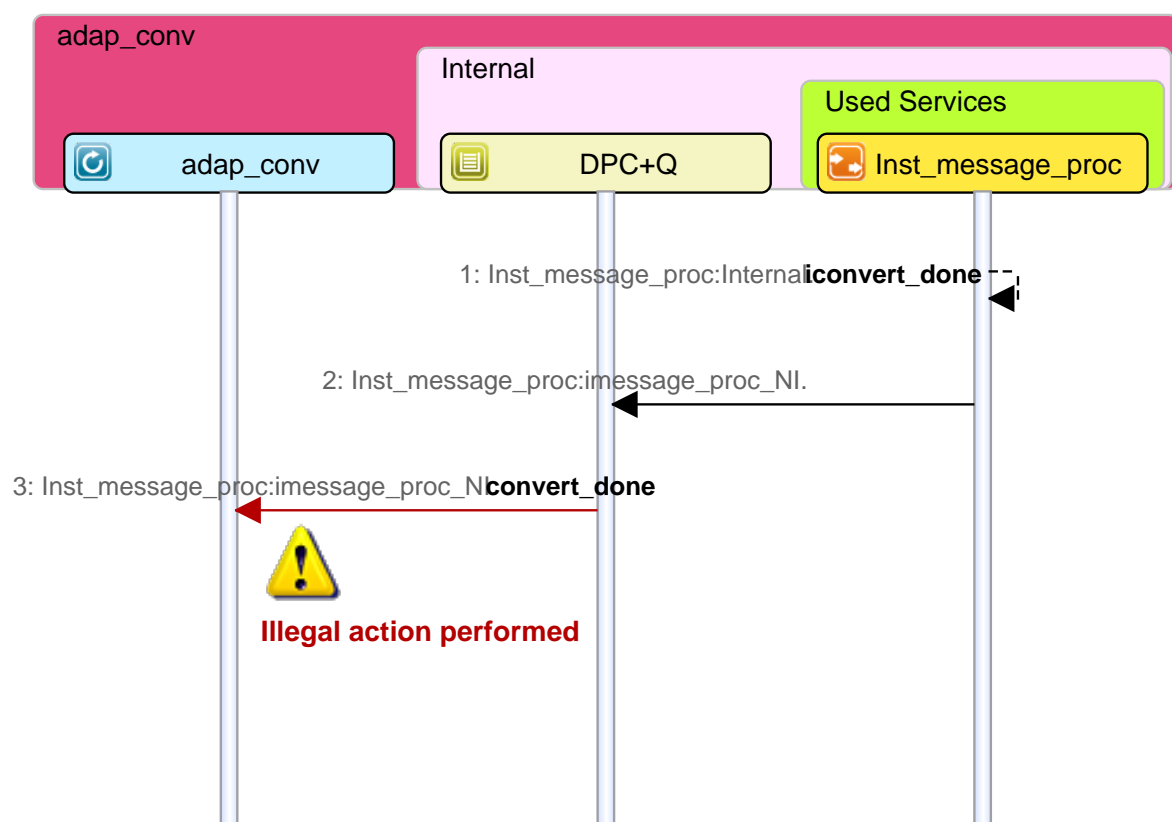 adap_conv
Internal
Used Services
adap_conv
DPC+Q
Inst_message_proc
1: Inst_message_proc:Internal.iconvert_done
2: Inst_message_proc:imessage_proc_NI.
3: Inst_message_proc:imessage_proc_NI.convert_done
Illegal action performed